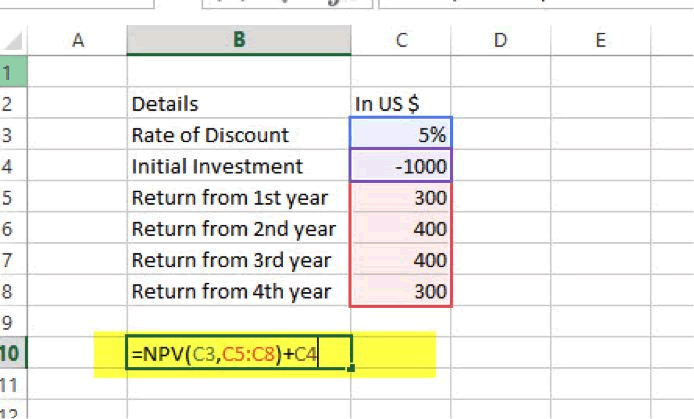 A B C D E
1
2 Details In US $
3 Rate of Discount 5%
4 Initial Investment -1000
5 Return from 1st year 300
6 Return from 2nd year 400
7 Return from 3rd year 400
8 Return from 4th year 300
9
10 =NPV(C3,C5:C8)+C4
11
12